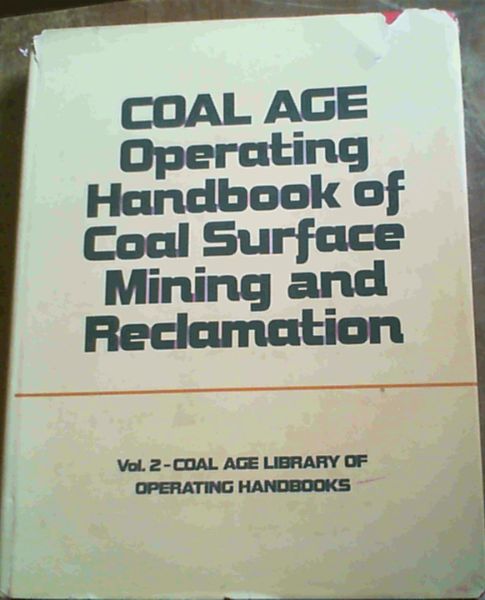 COAL AGE
Operating
Handbook of
Coal Surface
Mining and
Reclamation
Vol. 2 - COAL AGE LIBRARY OF
OPERATING HANDBOOKS